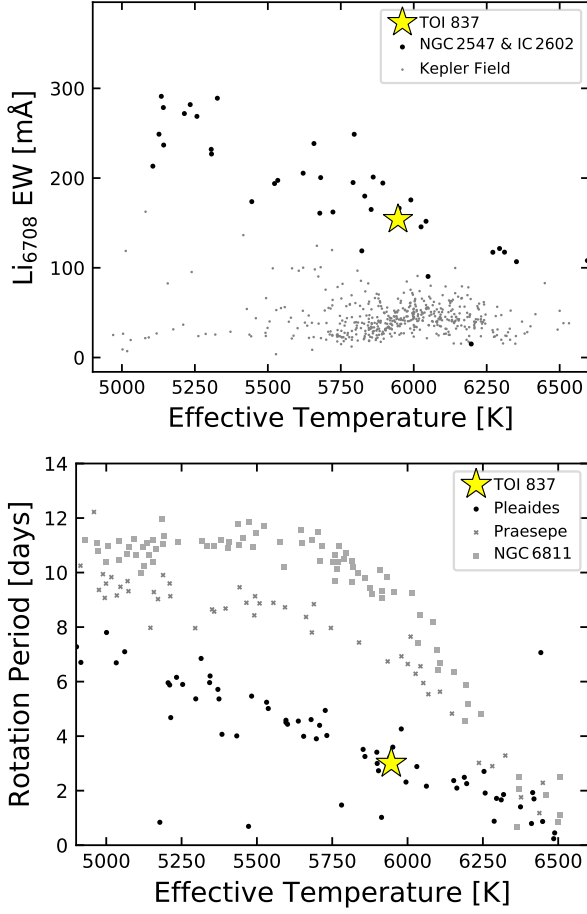 TOI 837
NGC 2547 & IC 2602
Kepler Field
Li6708 EW [mÅ]
300
200
100
0
5000 5250 5500 5750 6000 6250 6500
Effective Temperature [K]
TOI 837
Pleaides
Praesepe
NGC 6811
Rotation Period [days]
14
12
10
8
6
4
2
0
5000 5250 5500 5750 6000 6250 6500
Effective Temperature [K]